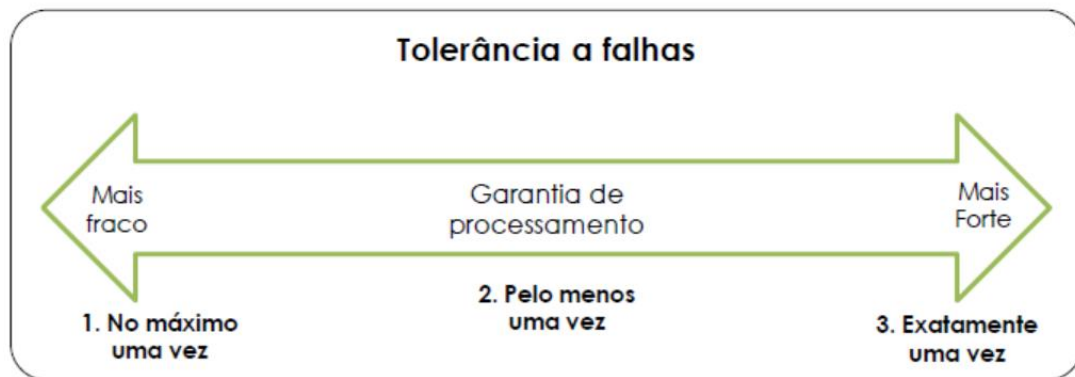 Tolerância a falhas
Mais
fraco
Garantia de
processamento
Mais
Forte
1. No máximo
uma vez
2. Pelo menos
uma vez
3. Exatamente
uma vez